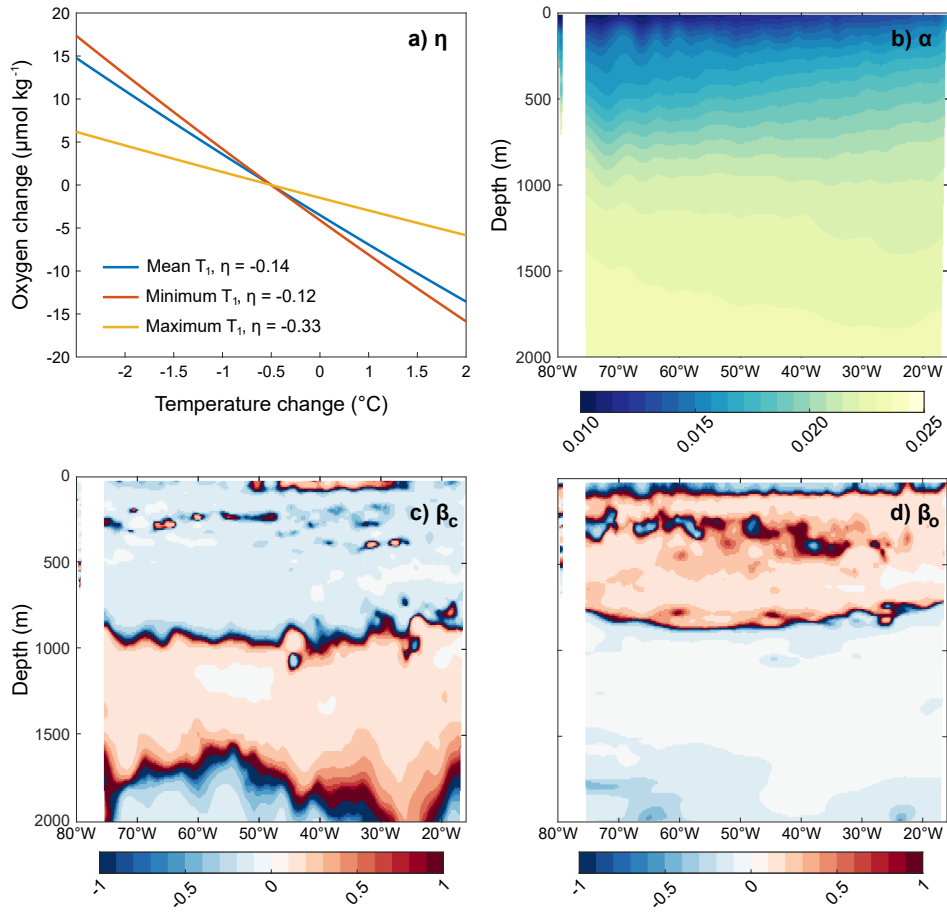 a) η
Oxygen change (μmol kg⁻¹)
20
15
10
5
0
-5
-10
-15
-20
Mean T₁, η = -0.14
Minimum T₁, η = -0.12
Maximum T₁, η = -0.33
-2
-1.5
-1
-0.5
0
0.5
1
1.5
2
Temperature change (°C)
b) α
Depth (m)
0
500
1000
1500
2000
80°W
70°W
60°W
50°W
40°W
30°W
20°W
0.010
0.015
0.020
0.025
c) β꜀
Depth (m)
0
500
1000
1500
2000
80°W
70°W
60°W
50°W
40°W
30°W
20°W
-1
-0.5
0
0.5
1
d) βₒ
80°W
70°W
60°W
50°W
40°W
30°W
20°W
-1
-0.5
0
0.5
1